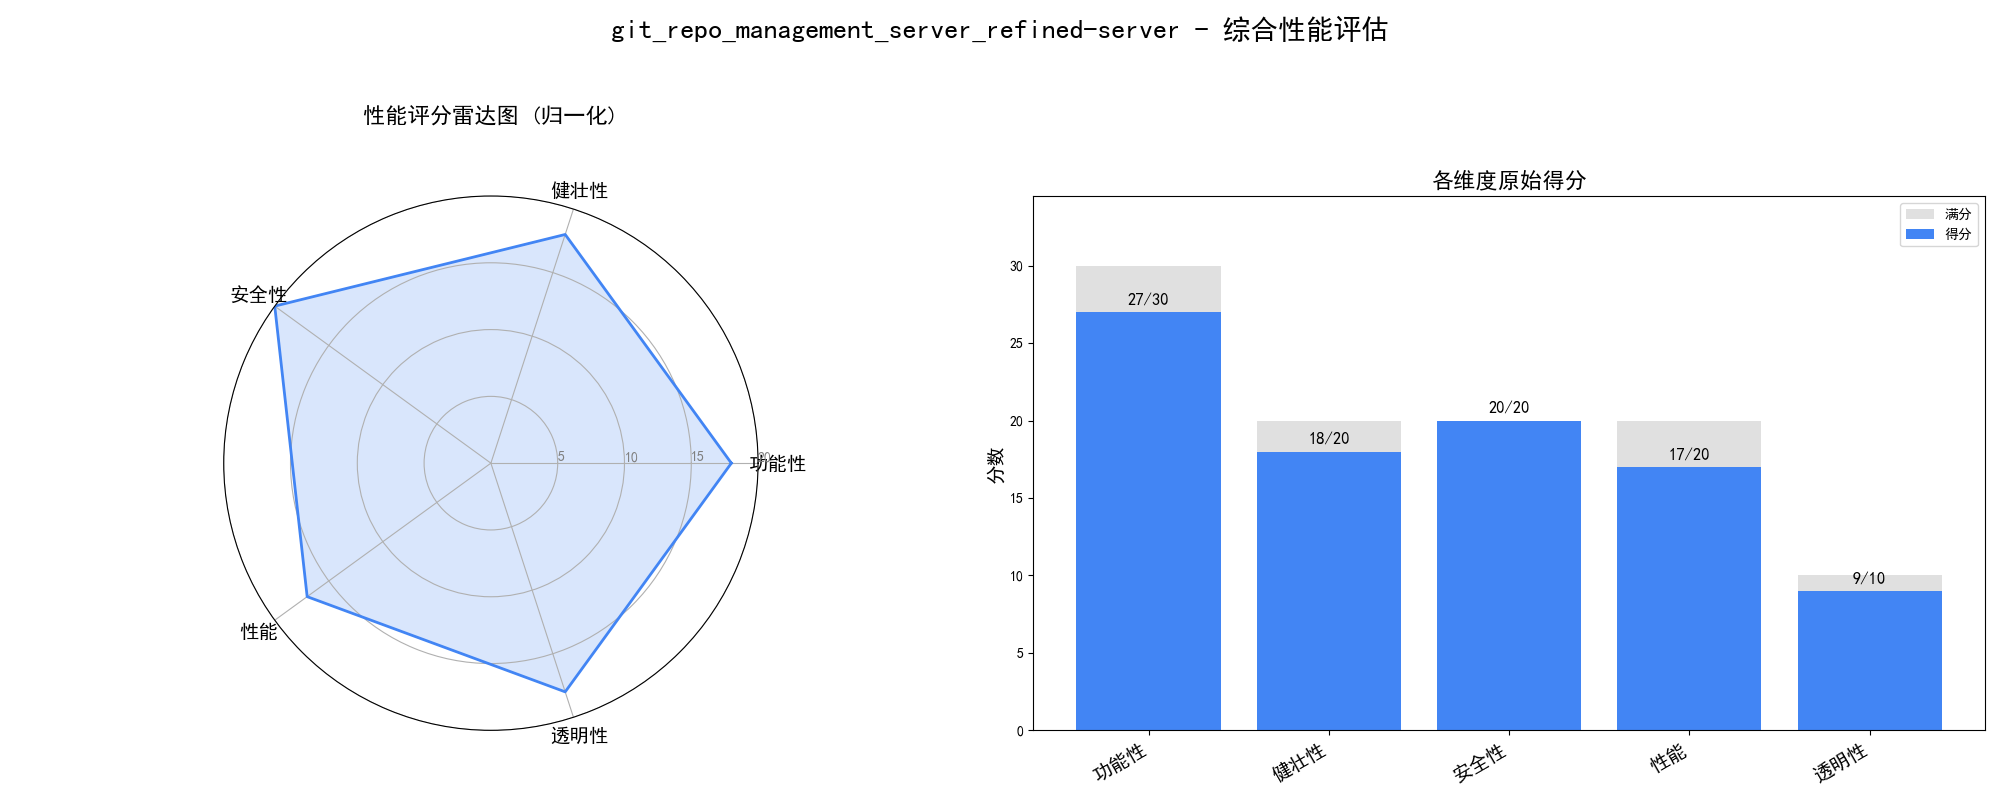 git_repo_management_server_refined-server - 综合性能评估
性能评分雷达图 (归一化)
健壮性
安全性
5
10
15
20
功能性
性能
透明性
各维度原始得分
满分
得分
分数
30
25
20
15
10
5
0
27/30
18/20
20/20
17/20
9/10
功能性
健壮性
安全性
性能
透明性